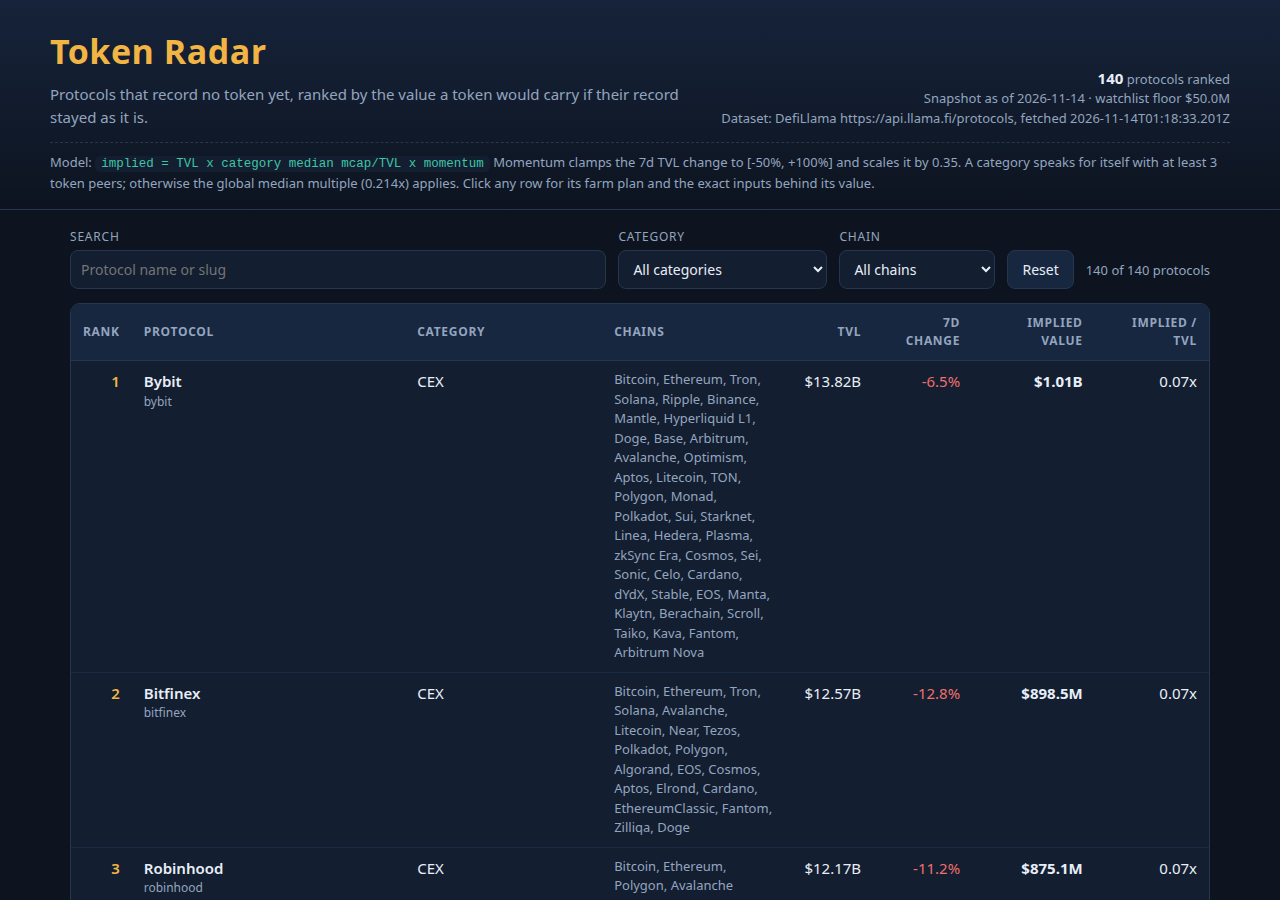 Token Radar
Protocols that record no token yet, ranked by the value a token would carry if their record
stayed as it is.
140 protocols ranked
Snapshot as of 2026-11-14 · watchlist floor $50.0M
Dataset: DefiLlama https://api.llama.fi/protocols, fetched 2026-11-14T01:18:33.201Z
Model: implied = TVL x category median mcap/TVL x momentum Momentum clamps the 7d TVL change to [-50%, +100%] and scales it by 0.35. A category speaks for itself with at least 3
token peers; otherwise the global median multiple (0.214x) applies. Click any row for its farm plan and the exact inputs behind its value.
SEARCH
CATEGORY
CHAIN
Protocol name or slug
All categories
All chains
Reset
140 of 140 protocols
RANK PROTOCOL CATEGORY CHAINS TVL 7D CHANGE IMPLIED VALUE IMPLIED / TVL
1 Bybit CEX Bitcoin, Ethereum, Tron, $13.82B -6.5% $1.01B 0.07x
bybit Solana, Ripple, Binance,
Mantle, Hyperliquid L1,
Doge, Base, Arbitrum,
Avalanche, Optimism,
Aptos, Litecoin, TON,
Polygon, Monad,
Polkadot, Sui, Starknet,
Linea, Hedera, Plasma,
zkSync Era, Cosmos, Sei,
Sonic, Celo, Cardano,
dYdX, Stable, EOS, Manta,
Klaytn, Berachain, Scroll,
Taiko, Kava, Fantom,
Arbitrum Nova
2 Bitfinex CEX Bitcoin, Ethereum, Tron, $12.57B -12.8% $898.5M 0.07x
bitfinex Solana, Avalanche,
Litecoin, Near, Tezos,
Polkadot, Polygon,
Algorand, EOS, Cosmos,
Aptos, Elrond, Cardano,
EthereumClassic, Fantom,
Zilliqa, Doge
3 Robinhood CEX Bitcoin, Ethereum, $12.17B -11.2% $875.1M 0.07x
robinhood Polygon, Avalanche